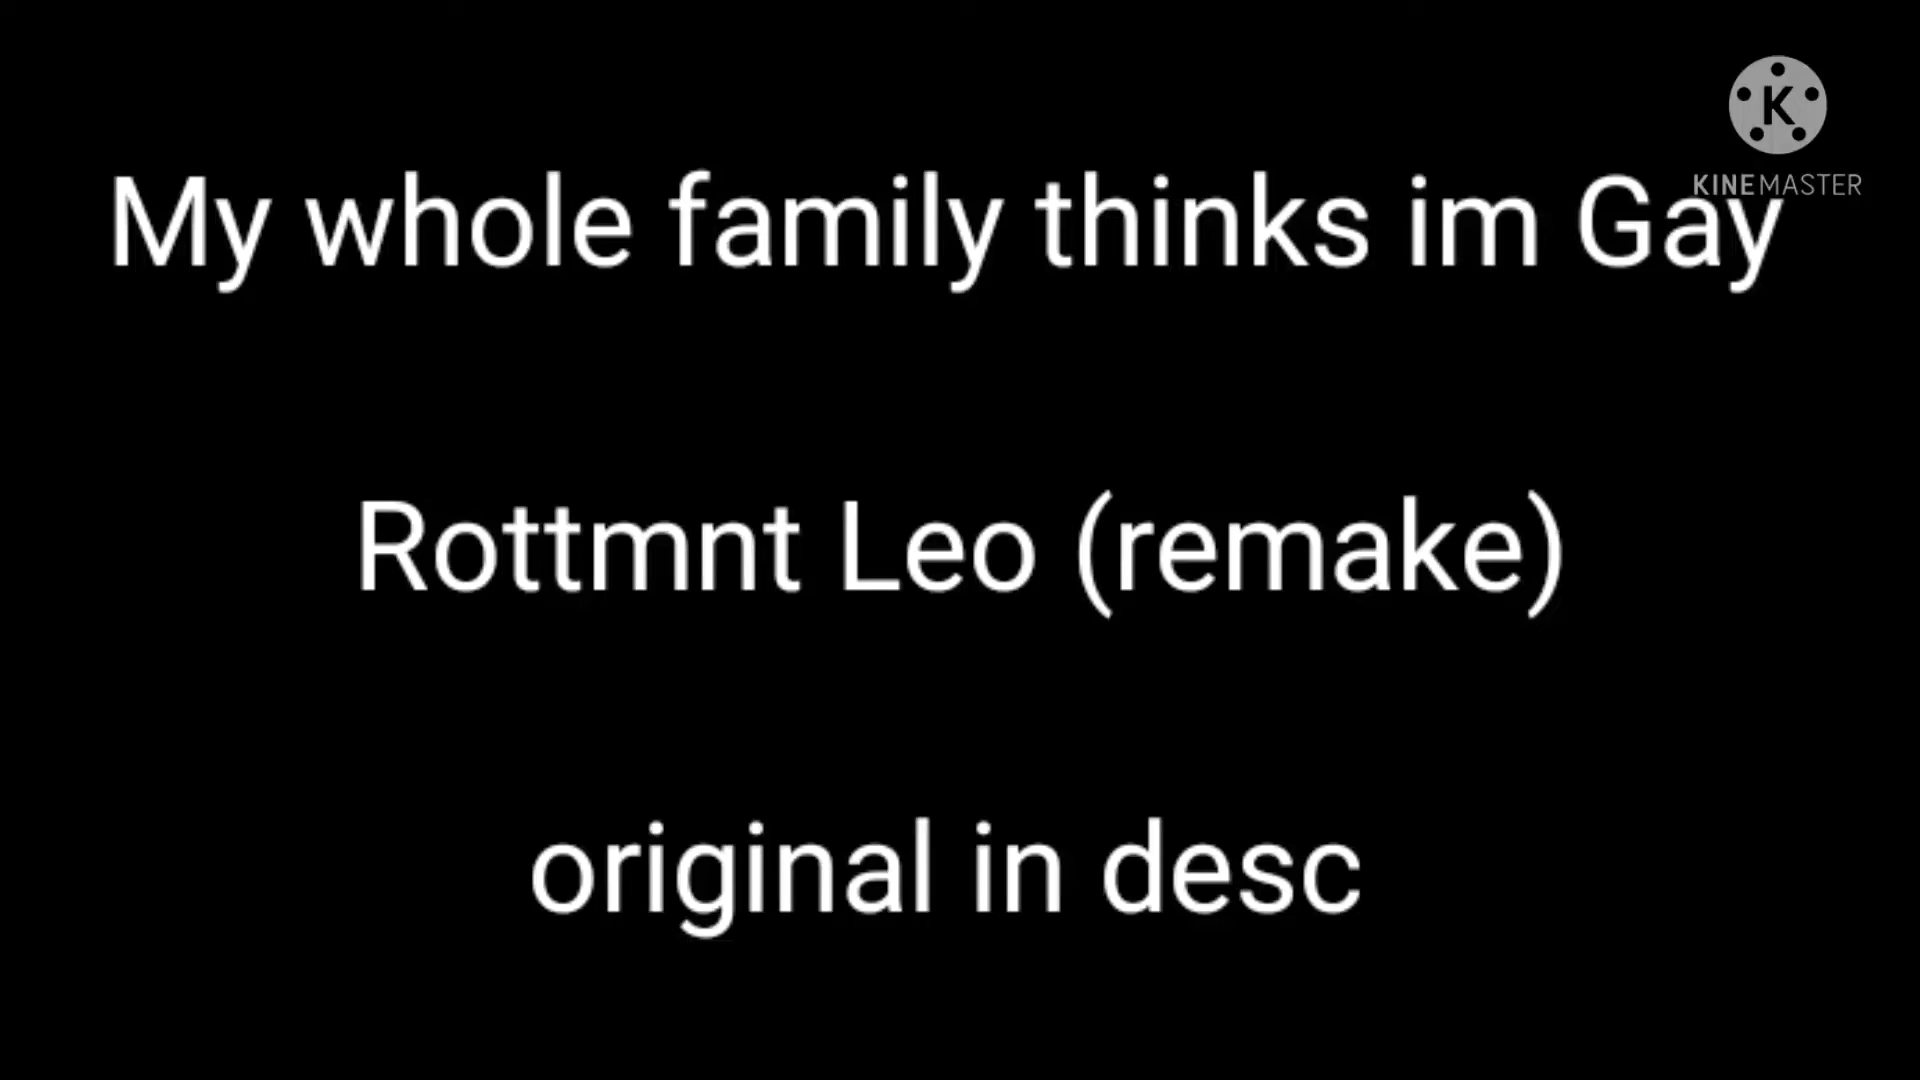 K
KINEMASTER
My whole family thinks im Gay
Rottmnt Leo (remake)
original in desc